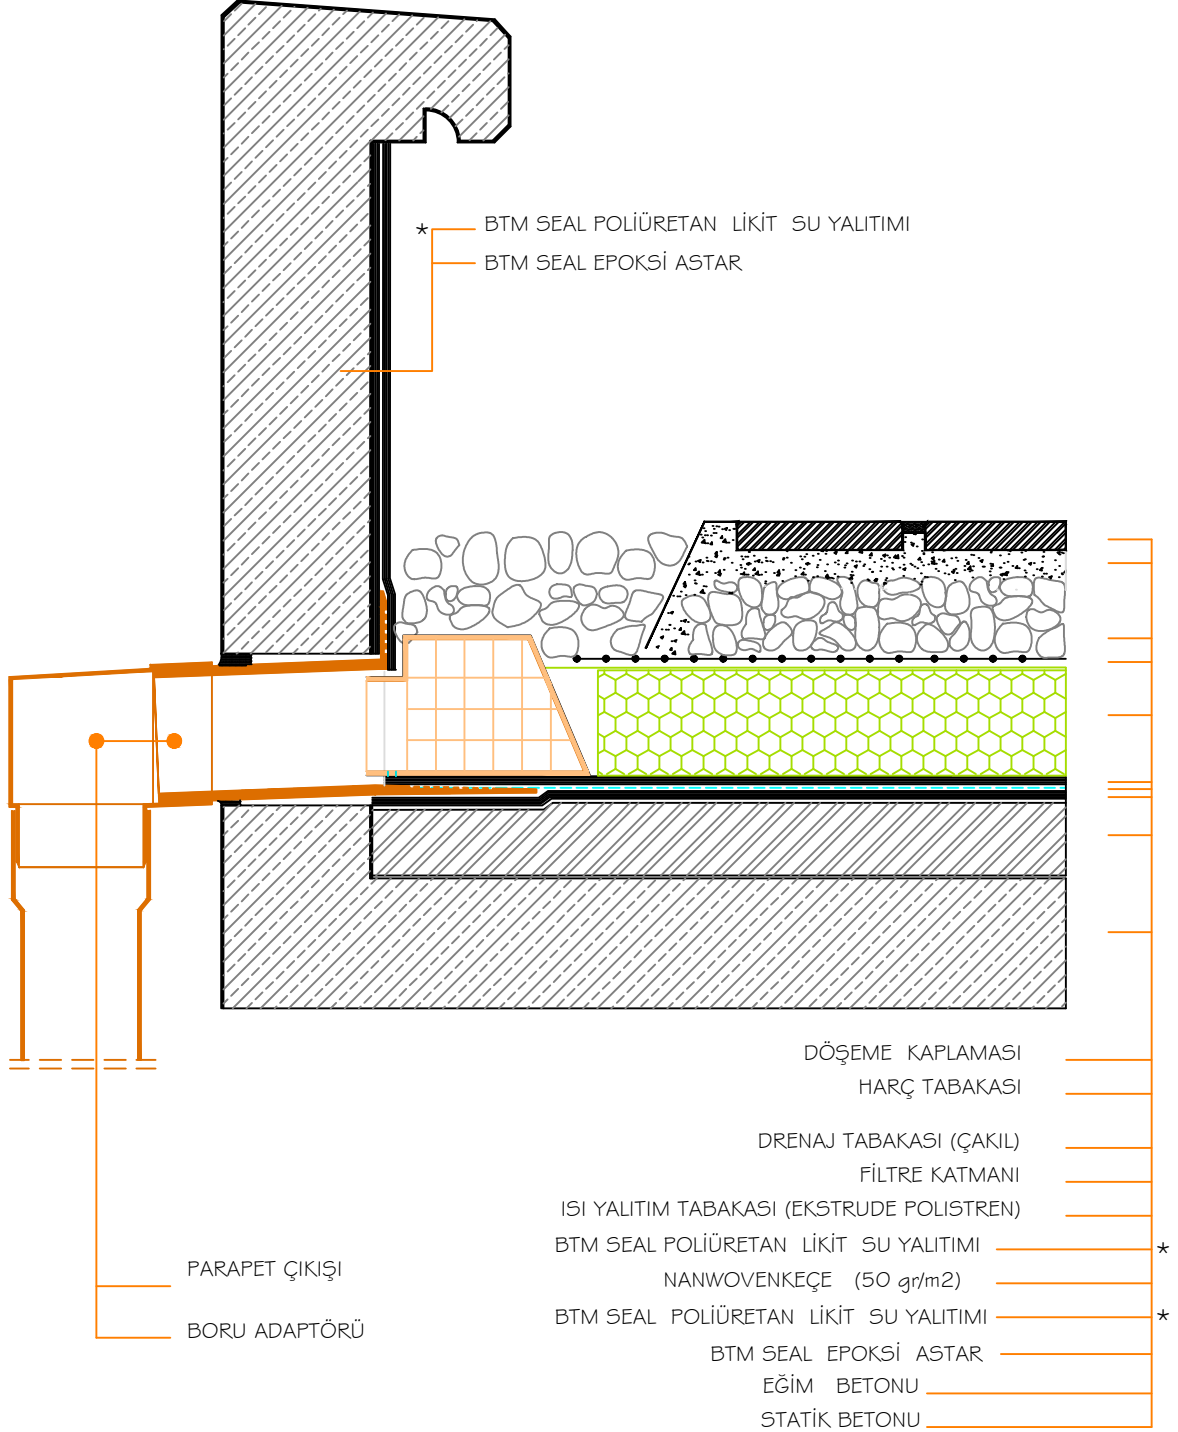 * BTM SEAL POLİÜRETAN LİKİT SU YALITIMI
BTM SEAL EPOKSİ ASTAR
DÖŞEME KAPLAMASI
HARÇ TABAKASI
DRENAJ TABAKASI (ÇAKIL)
FİLTRE KATMANI
ISI YALITIM TABAKASI (EKSTRUDE POLISTREN)
BTM SEAL POLİÜRETAN LİKİT SU YALITIMI *
NANWOVENKEÇE (50 gr/m2)
BTM SEAL POLİÜRETAN LİKİT SU YALITIMI *
BTM SEAL EPOKSİ ASTAR
EĞİM BETONU
STATİK BETONU
PARAPET ÇIKIŞI
BORU ADAPTÖRÜ